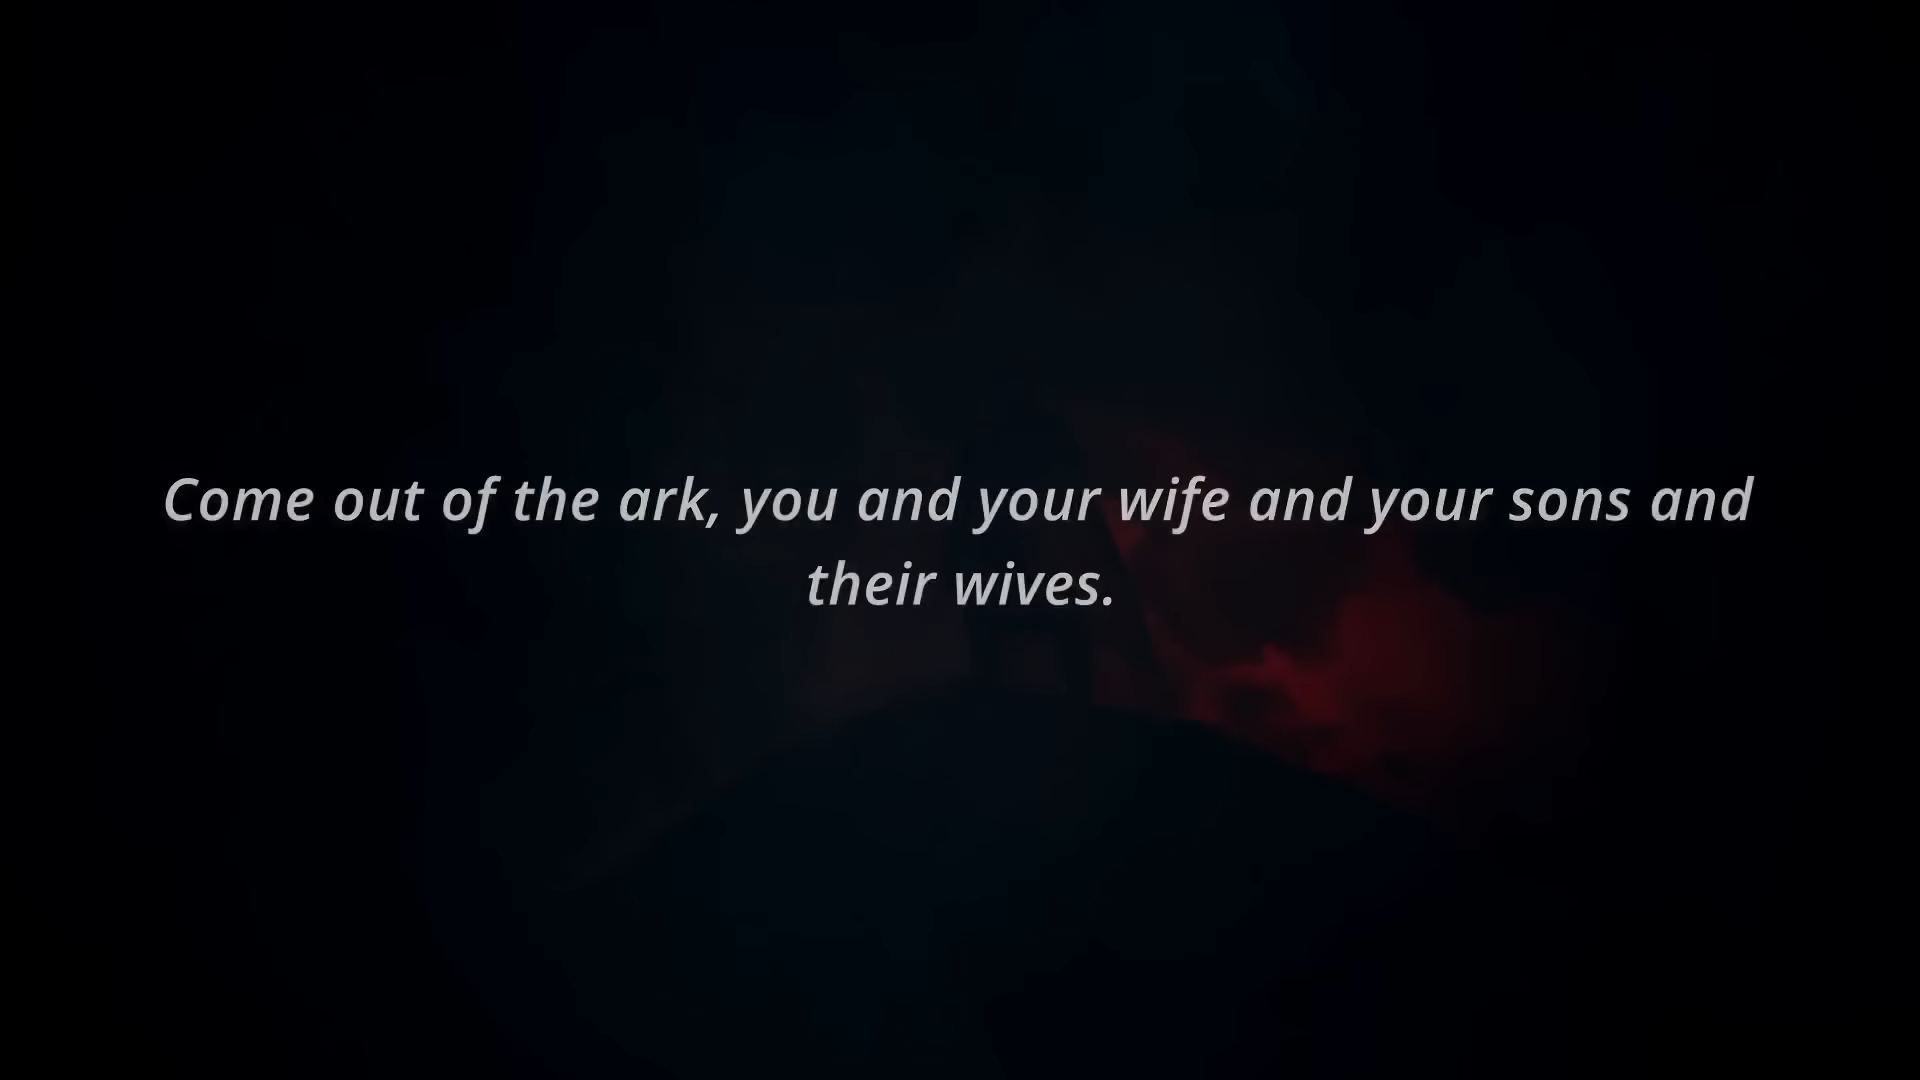 Come out of the ark, you and your wife and your sons and
their wives.